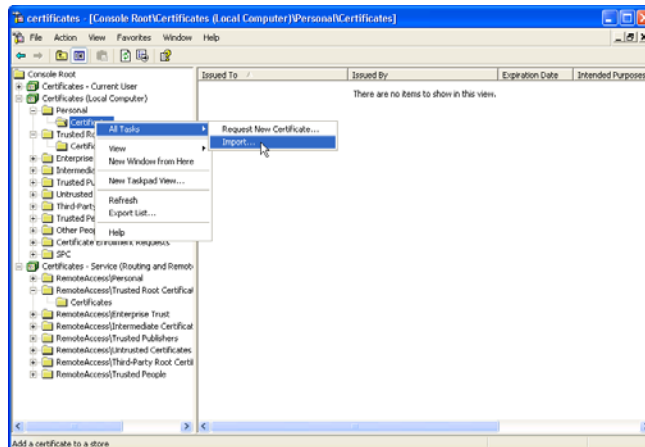 certificates - [Console Root\Certificates (Local Computer)\Personal\Certificates]
File Action View Favorites Window Help
Console Root
Certificates - Current User
Certificates (Local Computer)
Personal
Certific
Trusted Ro
Certific
Enterprise
Intermedia
Trusted Pu
Untrusted
Third-Party
Trusted Pe
Other Peop
Certificate Enrollment Requests
SPC
Certificates - Service (Routing and Remot
RemoteAccess\Personal
RemoteAccess\Trusted Root Certificat
Certificates
RemoteAccess\Enterprise Trust
RemoteAccess\Intermediate Certificat
RemoteAccess\Trusted Publishers
RemoteAccess\Untrusted Certificates
RemoteAccess\Third-Party Root Certif
RemoteAccess\Trusted People
Issued To Issued By Expiration Date Intended Purposes
There are no items to show in this view.
All Tasks
View
New Window from Here
New Taskpad View...
Refresh
Export List...
Help
Request New Certificate...
Import...
Add a certificate to a store